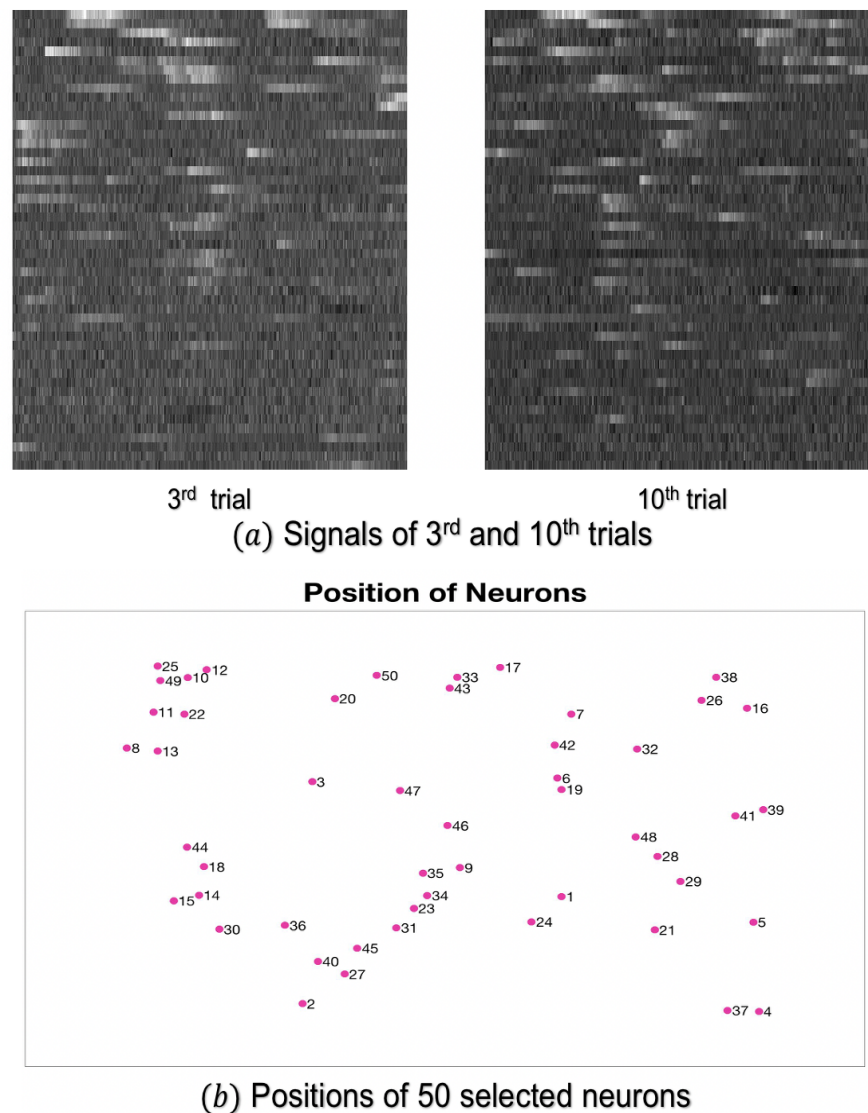 3rd trial 10th trial
(a) Signals of 3rd and 10th trials
Position of Neurons
25 12 17
49 10 50 33 38
43
20 26
11 22 7 16
8 13 42 32
3 47 6
19
39
41
46 48
44 28
18 35 9 29
15 14 34 1
23
30 36 31 24 21 5
45
40
27
2 37 4
(b) Positions of 50 selected neurons